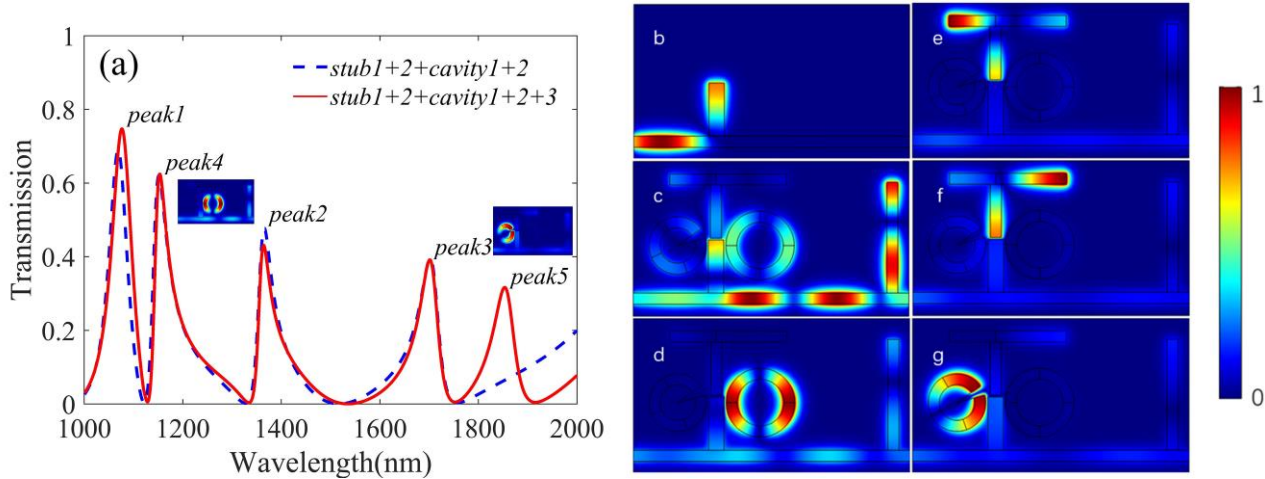 (a)
stub1+2+cavity1+2
stub1+2+cavity1+2+3
peak1
peak4
peak2
peak3
peak5
Transmission
1
0.8
0.6
0.4
0.2
0
1000 1200 1400 1600 1800 2000
Wavelength(nm)
b
e
c
f
d
g
1
0